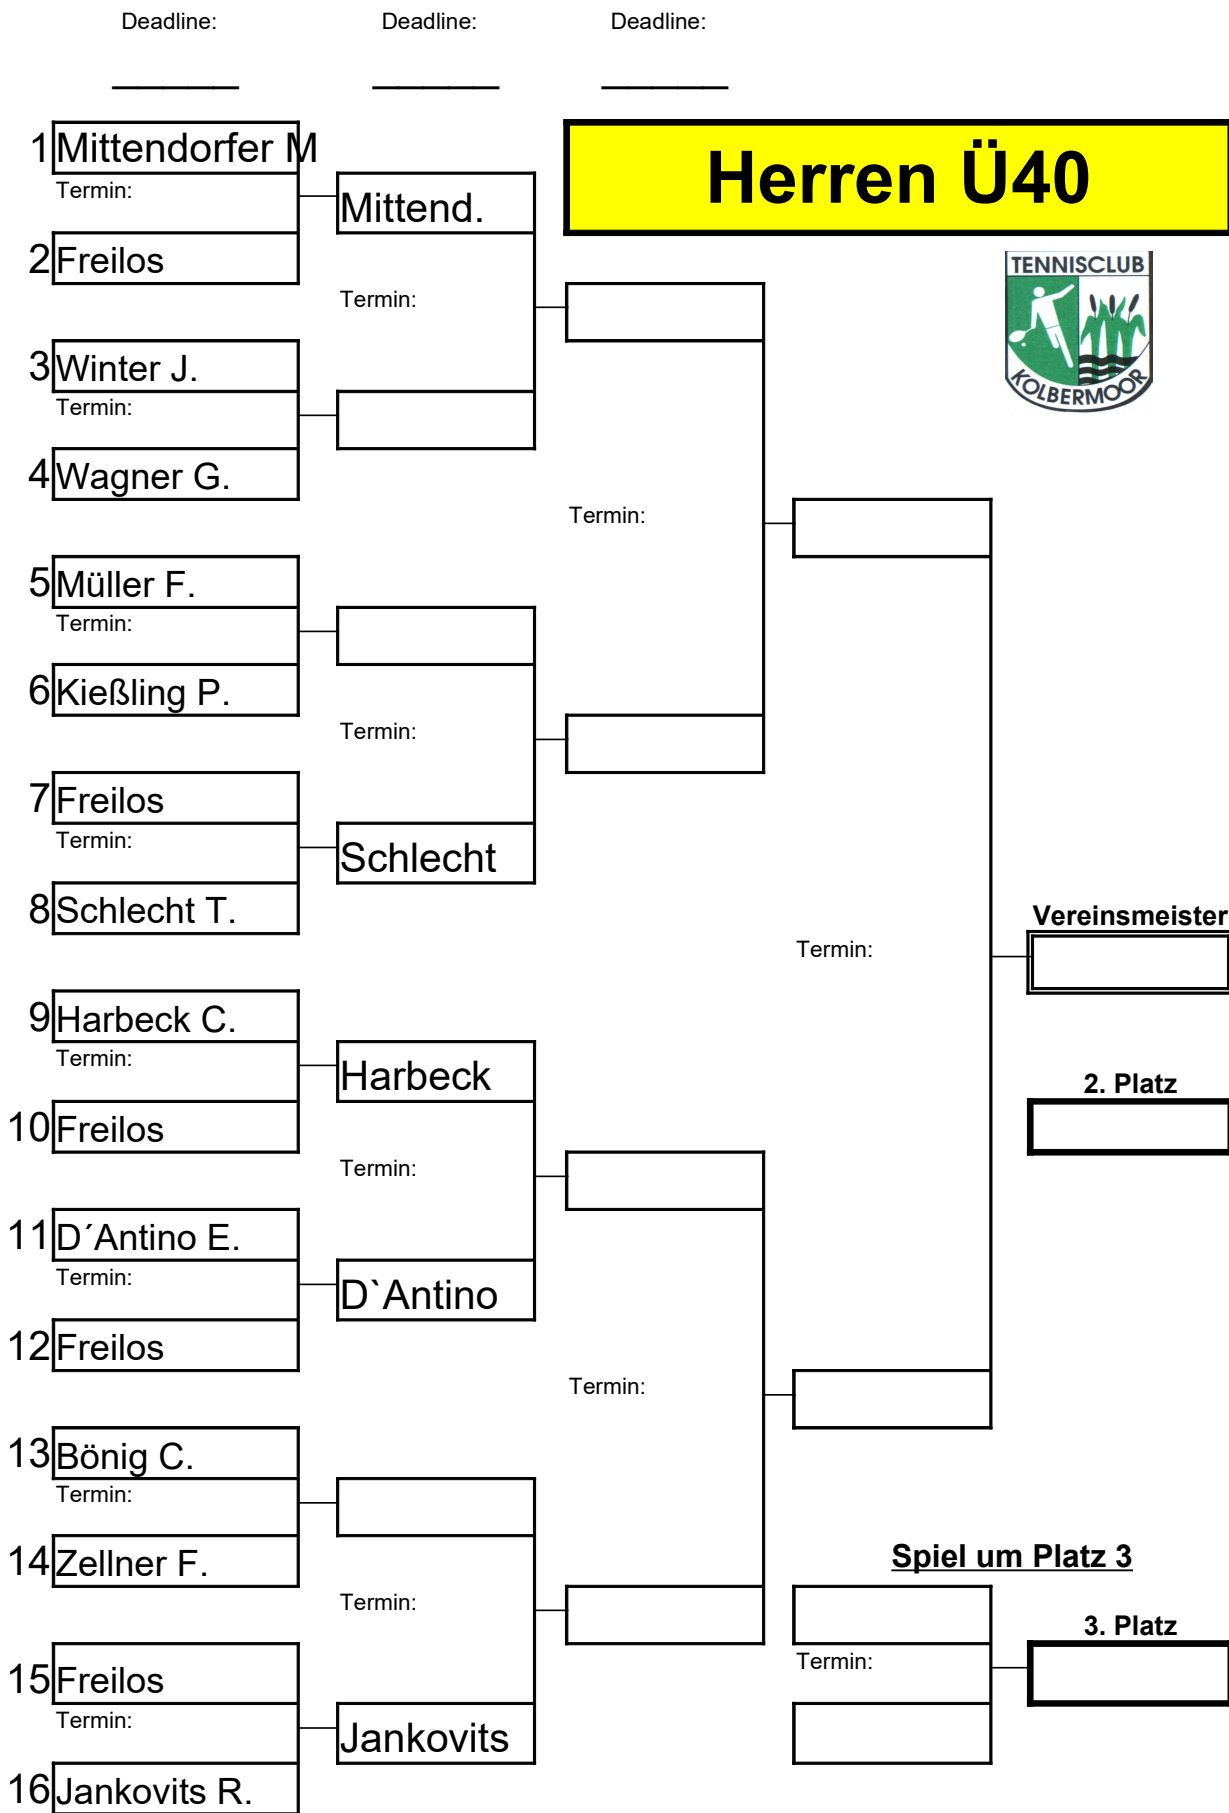 Deadline: Deadline: Deadline:
______ ______ ______
1 Mittendorfer M
Termin:
Mittend.
Herren Ü40
2 Freilos
TENNISCLUB
KOLBERMOOR
Termin:
3 Winter J.
Termin:
4 Wagner G.
Termin:
5 Müller F.
Termin:
6 Kießling P.
Termin:
7 Freilos
Termin:
Schlecht
8 Schlecht T.
Vereinsmeister
Termin:
9 Harbeck C.
Termin:
Harbeck
2. Platz
10 Freilos
Termin:
11 D´Antino E.
Termin:
D`Antino
12 Freilos
Termin:
13 Bönig C.
Termin:
14 Zellner F.
Spiel um Platz 3
Termin:
3. Platz
15 Freilos
Termin:
Termin:
Jankovits
16 Jankovits R.